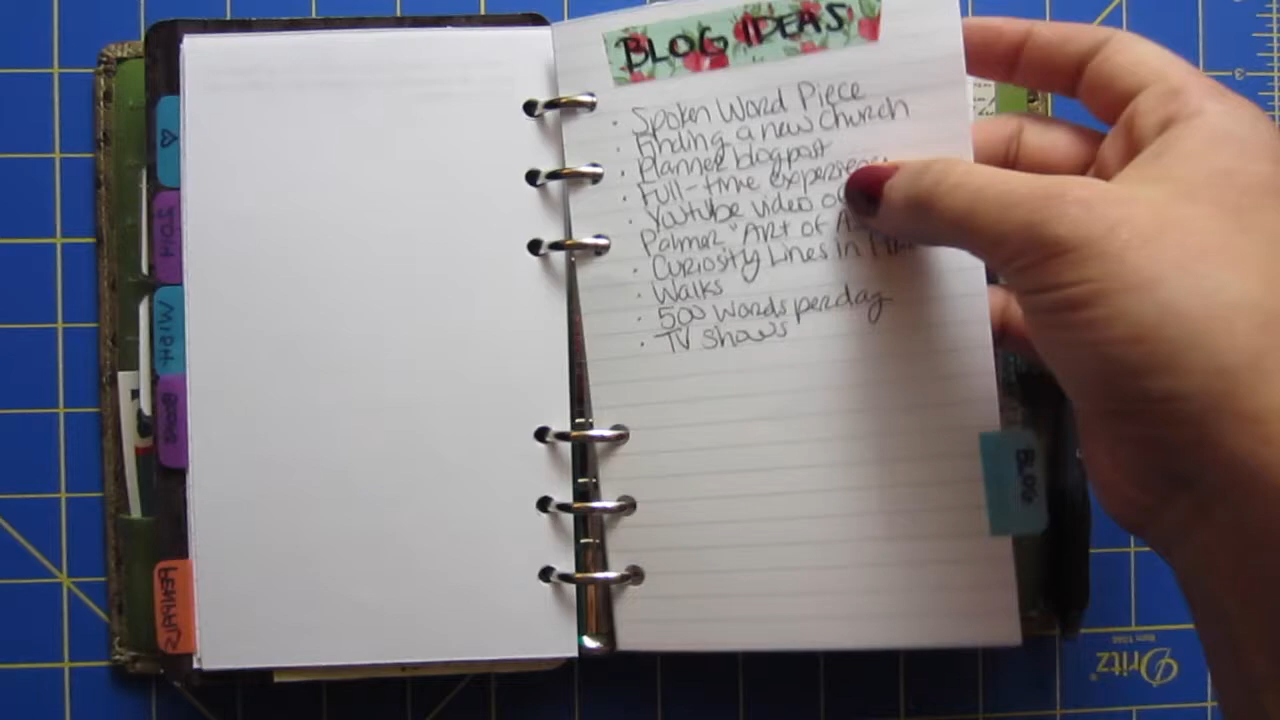 BLOG IDEAS
· Spoken Word Piece
· Finding a new church
· Planner blogpost
· Full-time
· Youtube video
Palmer "Art of
· Curiosity Lines in
· Walks
· 500 words per day
· TV shows
BLOG
Dritz